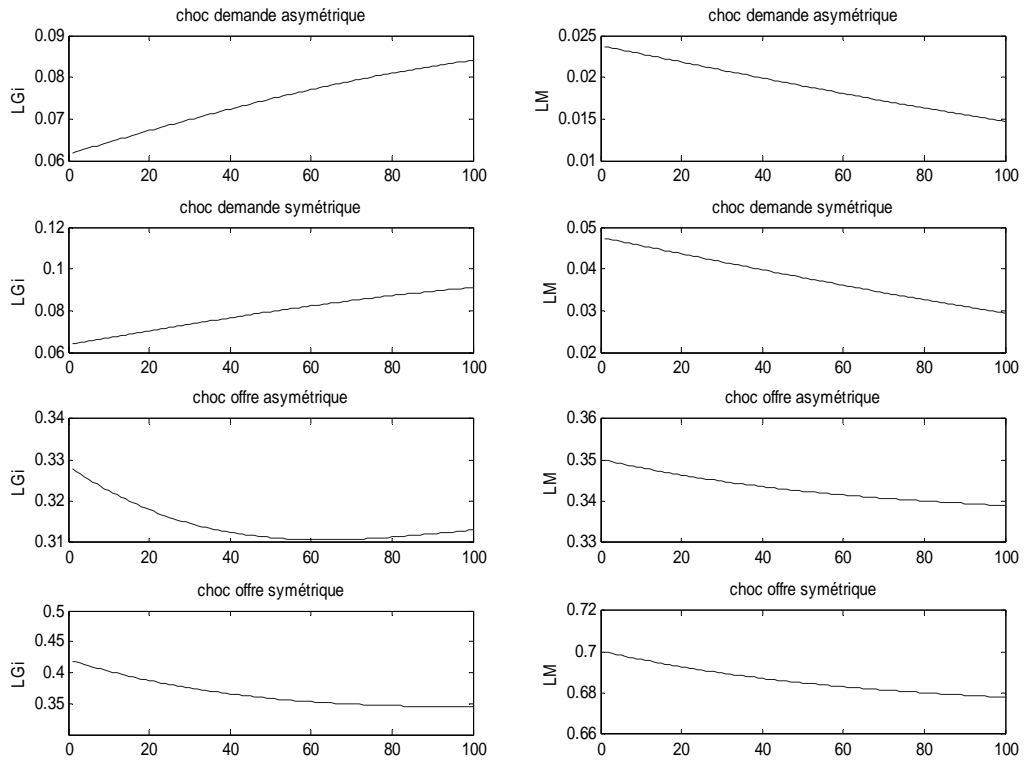 choc demande asymétrique
LGi
0.09
0.08
0.07
0.06
0 20 40 60 80 100
choc demande asymétrique
LM
0.025
0.02
0.015
0.01
0 20 40 60 80 100
choc demande symétrique
LGi
0.12
0.1
0.08
0.06
0 20 40 60 80 100
choc demande symétrique
LM
0.05
0.04
0.03
0.02
0 20 40 60 80 100
choc offre asymétrique
LGi
0.34
0.33
0.32
0.31
0 20 40 60 80 100
choc offre asymétrique
LM
0.36
0.35
0.34
0.33
0 20 40 60 80 100
choc offre symétrique
LGi
0.5
0.45
0.4
0.35
0 20 40 60 80 100
choc offre symétrique
LM
0.72
0.7
0.68
0.66
0 20 40 60 80 100